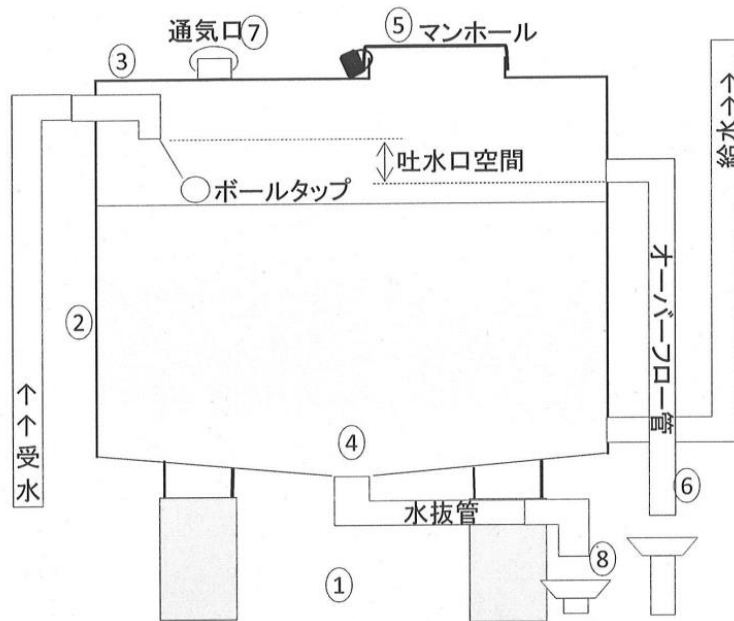 通気口⑦
⑤マンホール
③
吐水口空間
ボールタップ
給水→→
オーバーフロー管
②
↑↑受水
④
⑥
水抜管
⑧
①